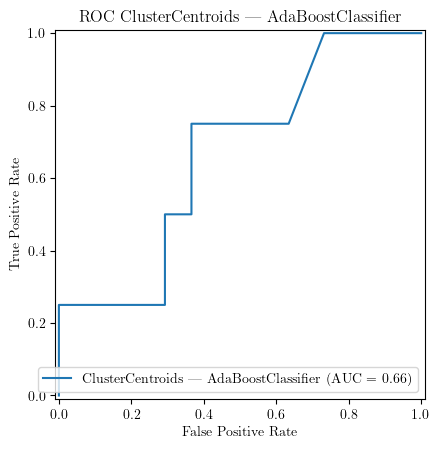 ROC ClusterCentroids — AdaBoostClassifier
1.0
0.8
0.6
0.4
0.2
0.0
True Positive Rate
ClusterCentroids — AdaBoostClassifier (AUC = 0.66)
0.0 0.2 0.4 0.6 0.8 1.0
False Positive Rate